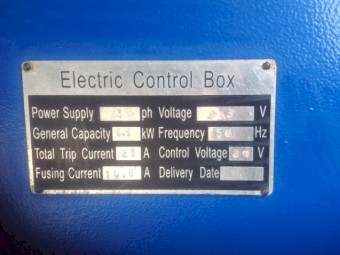 Electric Control Box
Power Supply ph Voltage V
General Capacity kW Frequency 50 Hz
Total Trip Current A Control Voltage V
Fusing Current A Delivery Date